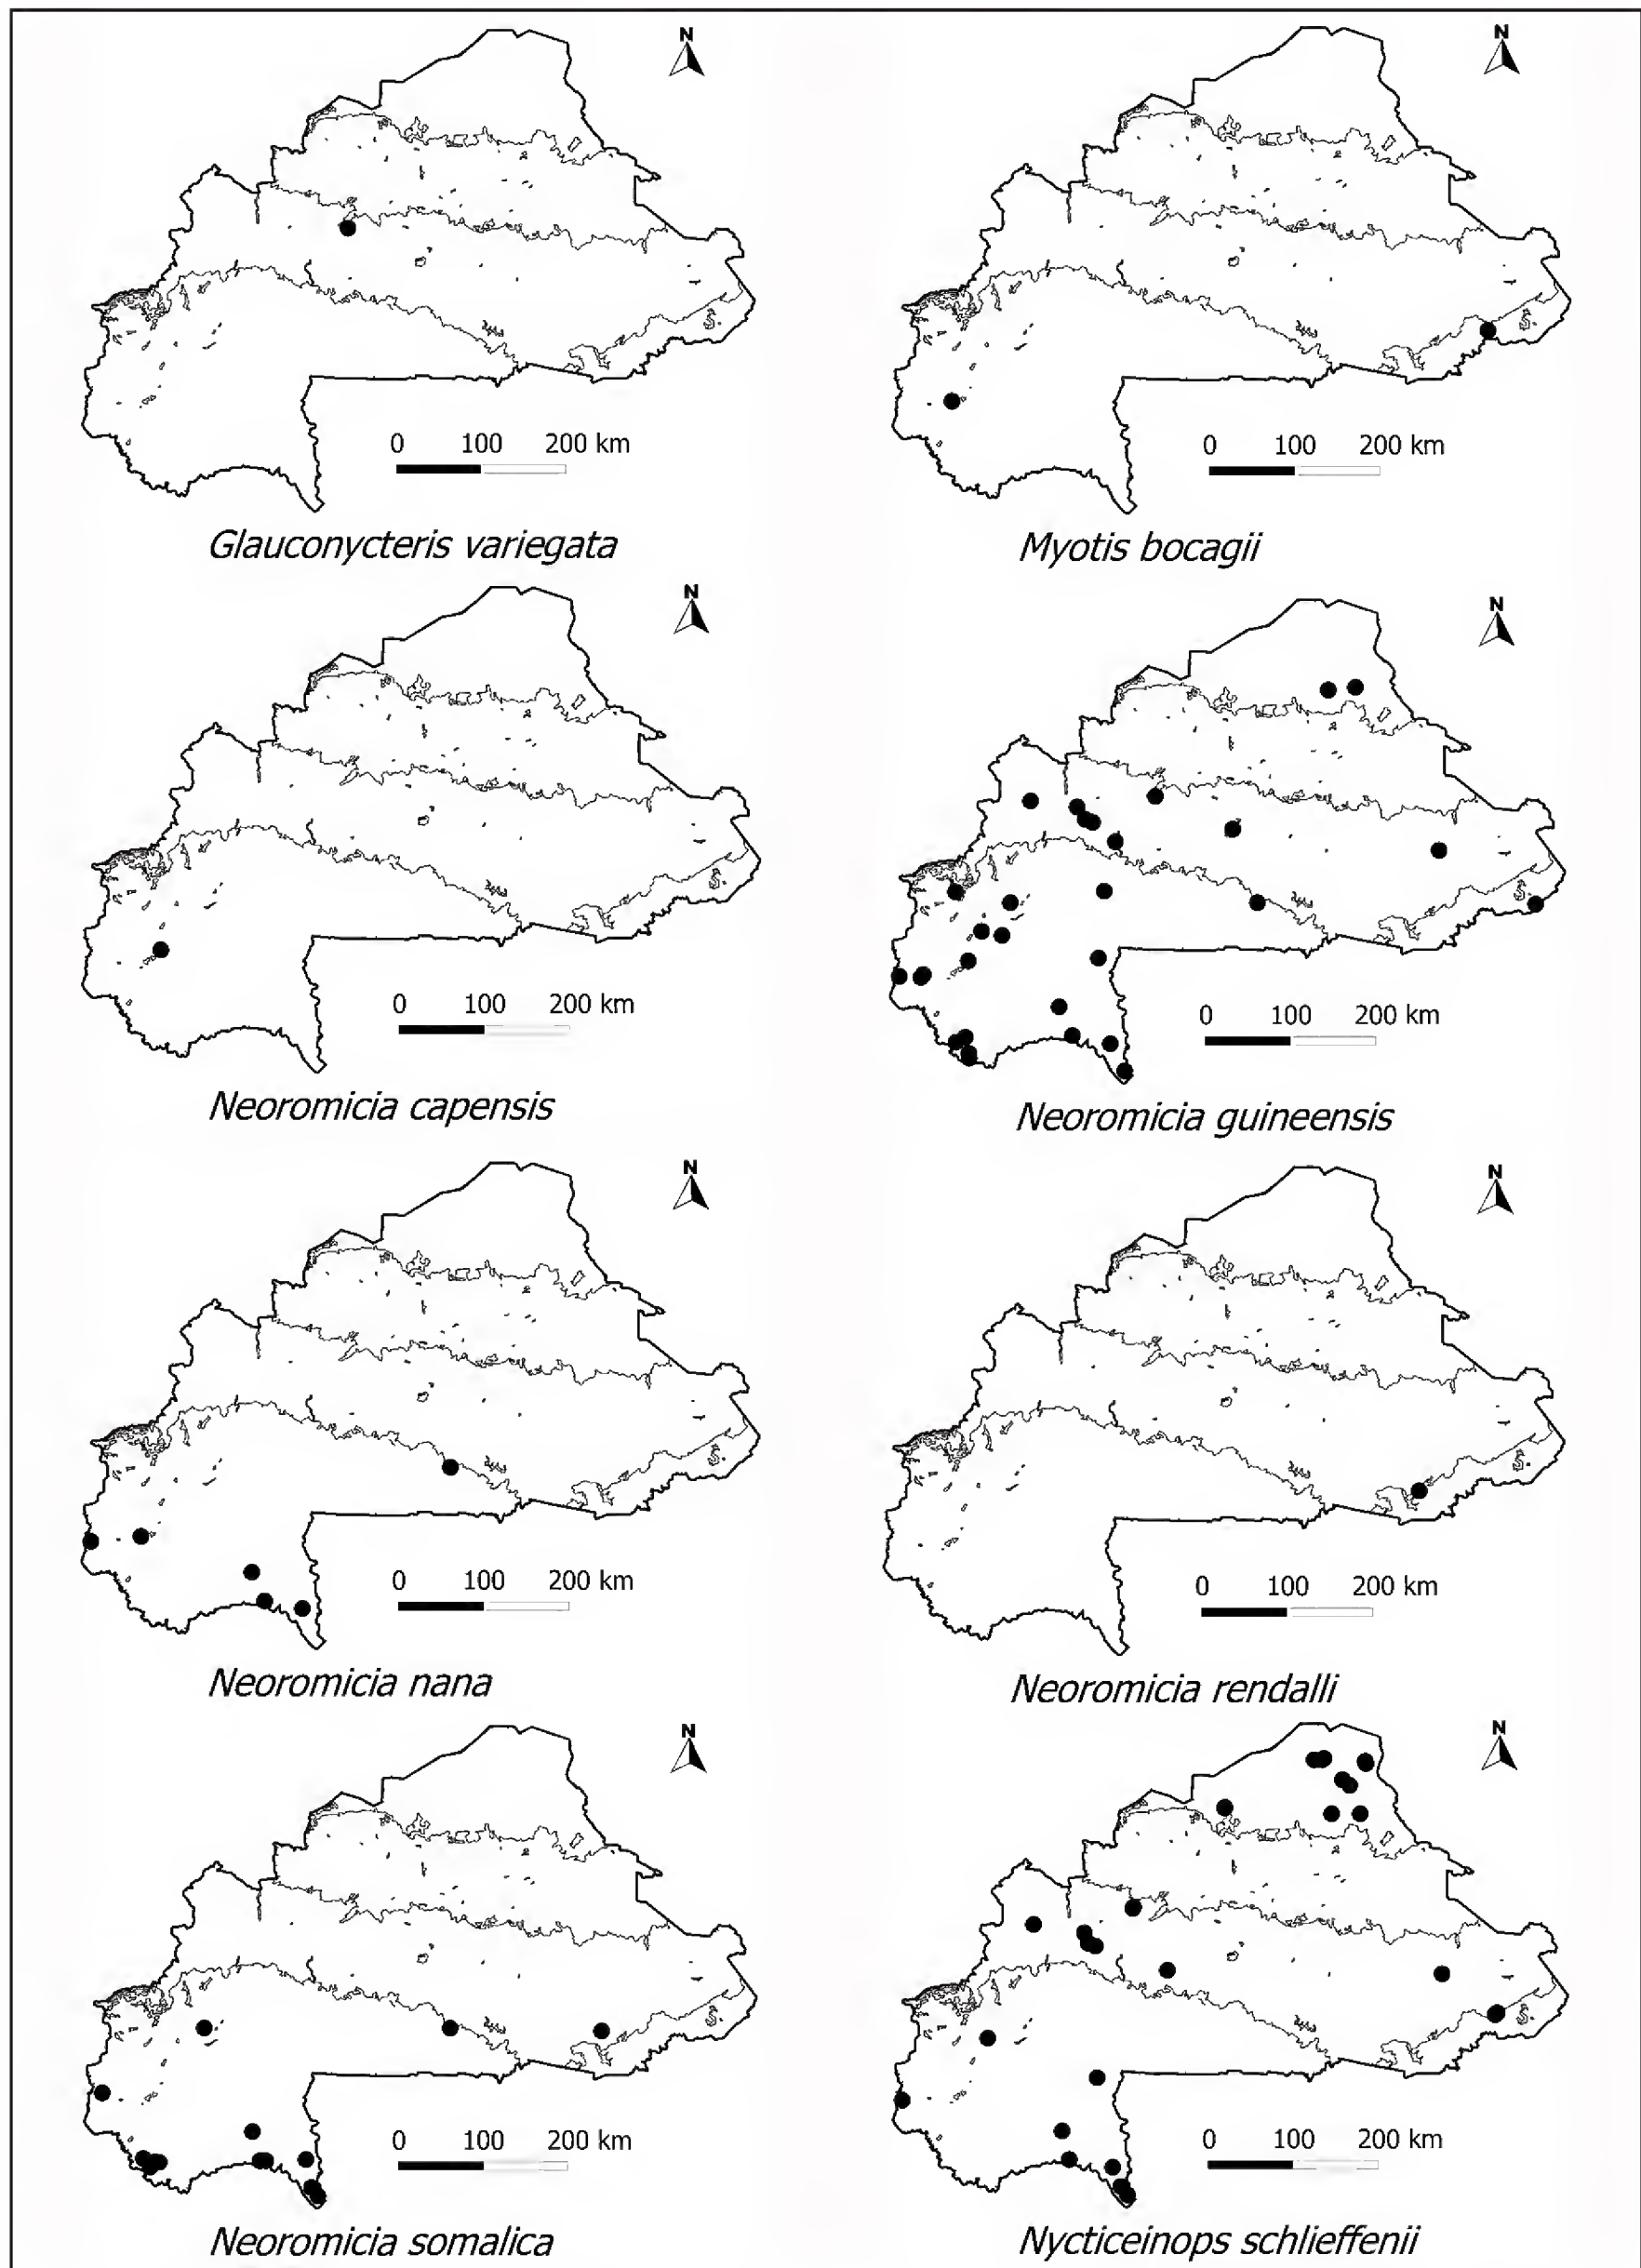 N
N
0 100 200 km
0 100 200 km
Glauconycteris variegata
Myotis bocagii
N
N
0 100 200 km
0 100 200 km
Neoromicia capensis
Neoromicia guineensis
N
N
0 100 200 km
0 100 200 km
Neoromicia nana
Neoromicia rendalli
N
N
0 100 200 km
0 100 200 km
Neoromicia somalica
Nycticeinops schlieffenii